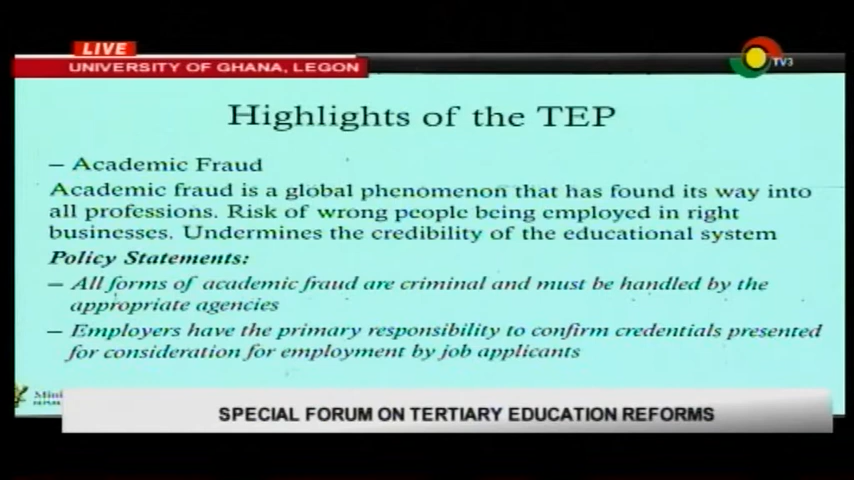 LIVE
UNIVERSITY OF GHANA, LEGON
TV3
Highlights of the TEP
– Academic Fraud
Academic fraud is a global phenomenon that has found its way into
all professions. Risk of wrong people being employed in right
businesses. Undermines the credibility of the educational system
Policy Statements:
– All forms of academic fraud are criminal and must be handled by the
appropriate agencies
– Employers have the primary responsibility to confirm credentials presented
for consideration for employment by job applicants
SPECIAL FORUM ON TERTIARY EDUCATION REFORMS